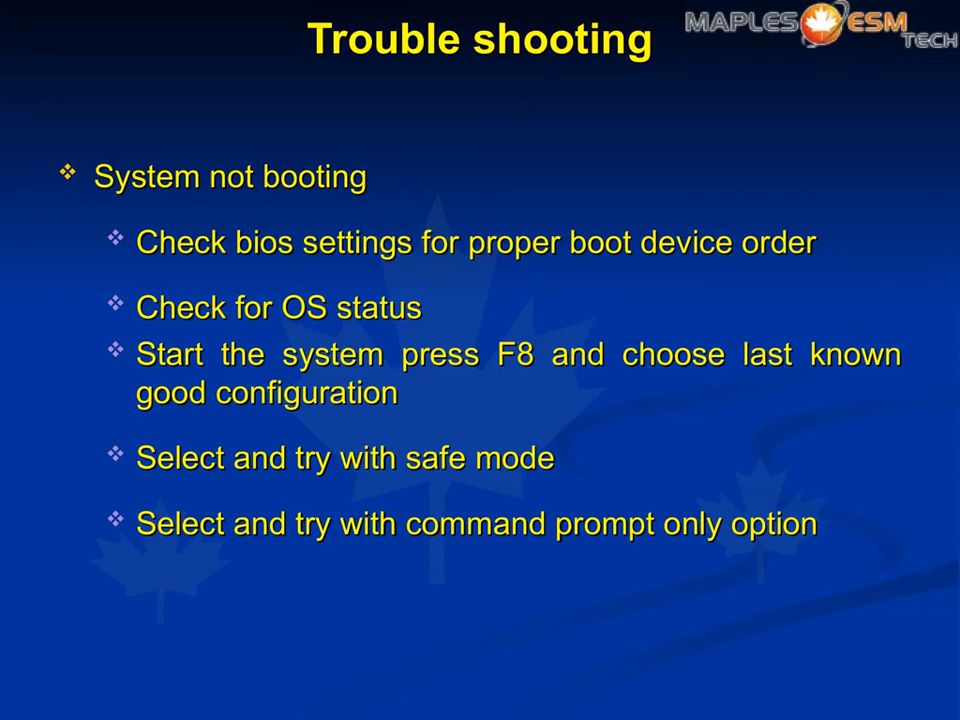 Trouble shooting
MAPLES ESM
TECH
System not booting
Check bios settings for proper boot device order
Check for OS status
Start the system press F8 and choose last known
good configuration
Select and try with safe mode
Select and try with command prompt only option